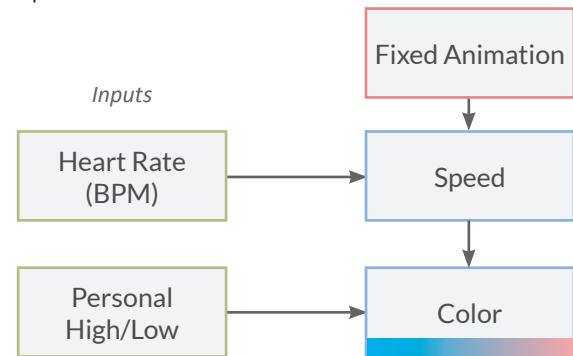 Fixed Animation
Inputs
Heart Rate
(BPM)
Speed
Personal
High/Low
Color